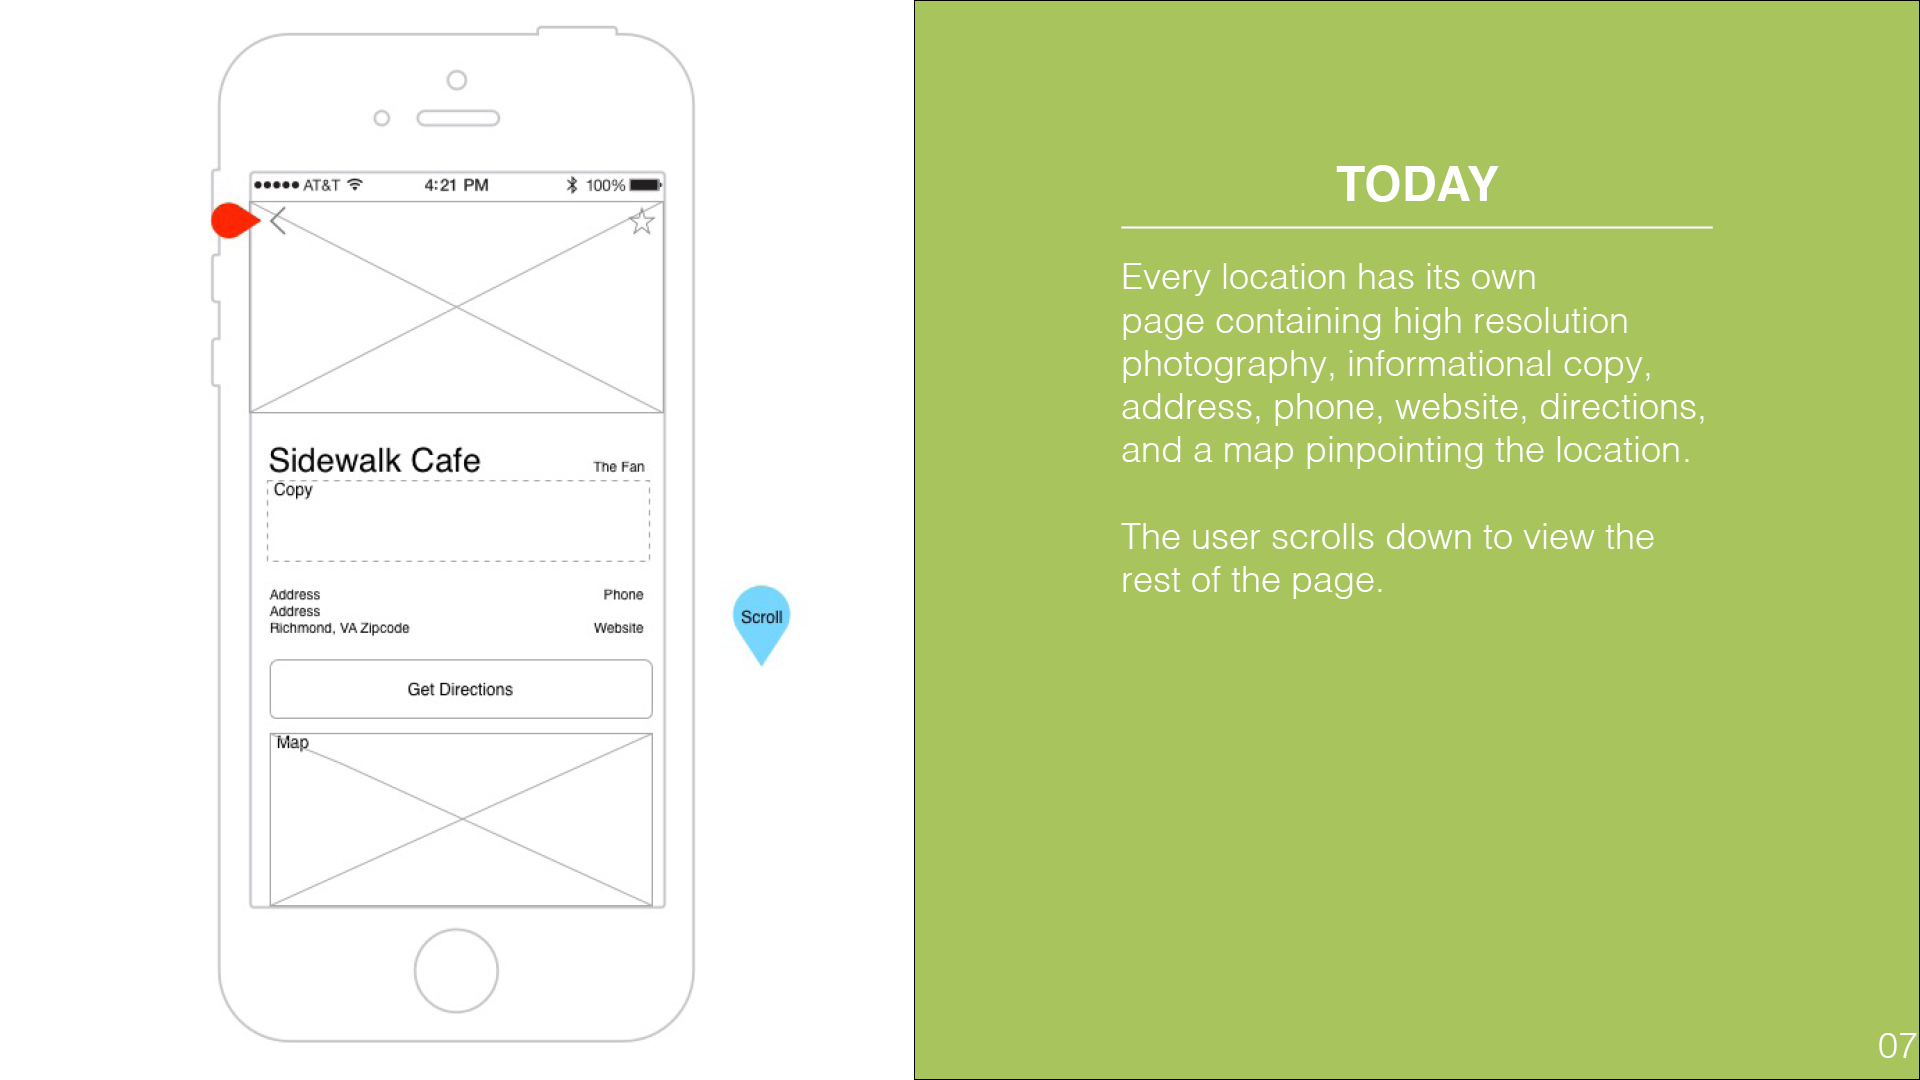 AT&T 4:21 PM 100%
Sidewalk Cafe The Fan
Copy
Address Phone
Address
Richmond, VA Zipcode Website
Get Directions
Map
Scroll
TODAY
Every location has its own
page containing high resolution
photography, informational copy,
address, phone, website, directions,
and a map pinpointing the location.
The user scrolls down to view the
rest of the page.
07